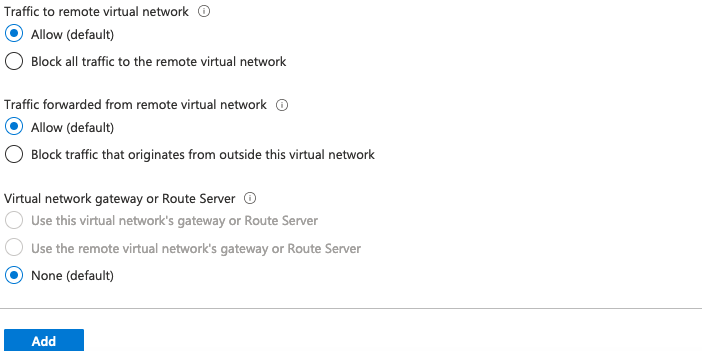 Traffic to remote virtual network
Allow (default)
Block all traffic to the remote virtual network
Traffic forwarded from remote virtual network
Allow (default)
Block traffic that originates from outside this virtual network
Virtual network gateway or Route Server
Use this virtual network's gateway or Route Server
Use the remote virtual network's gateway or Route Server
None (default)
Add